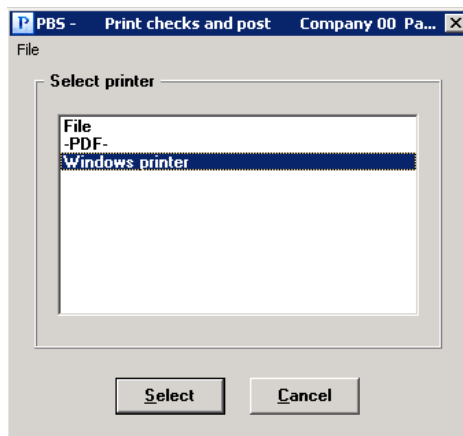 P PBS - Print checks and post Company 00 Pa...
File
Select printer
File
-PDF-
Windows printer
Select Cancel